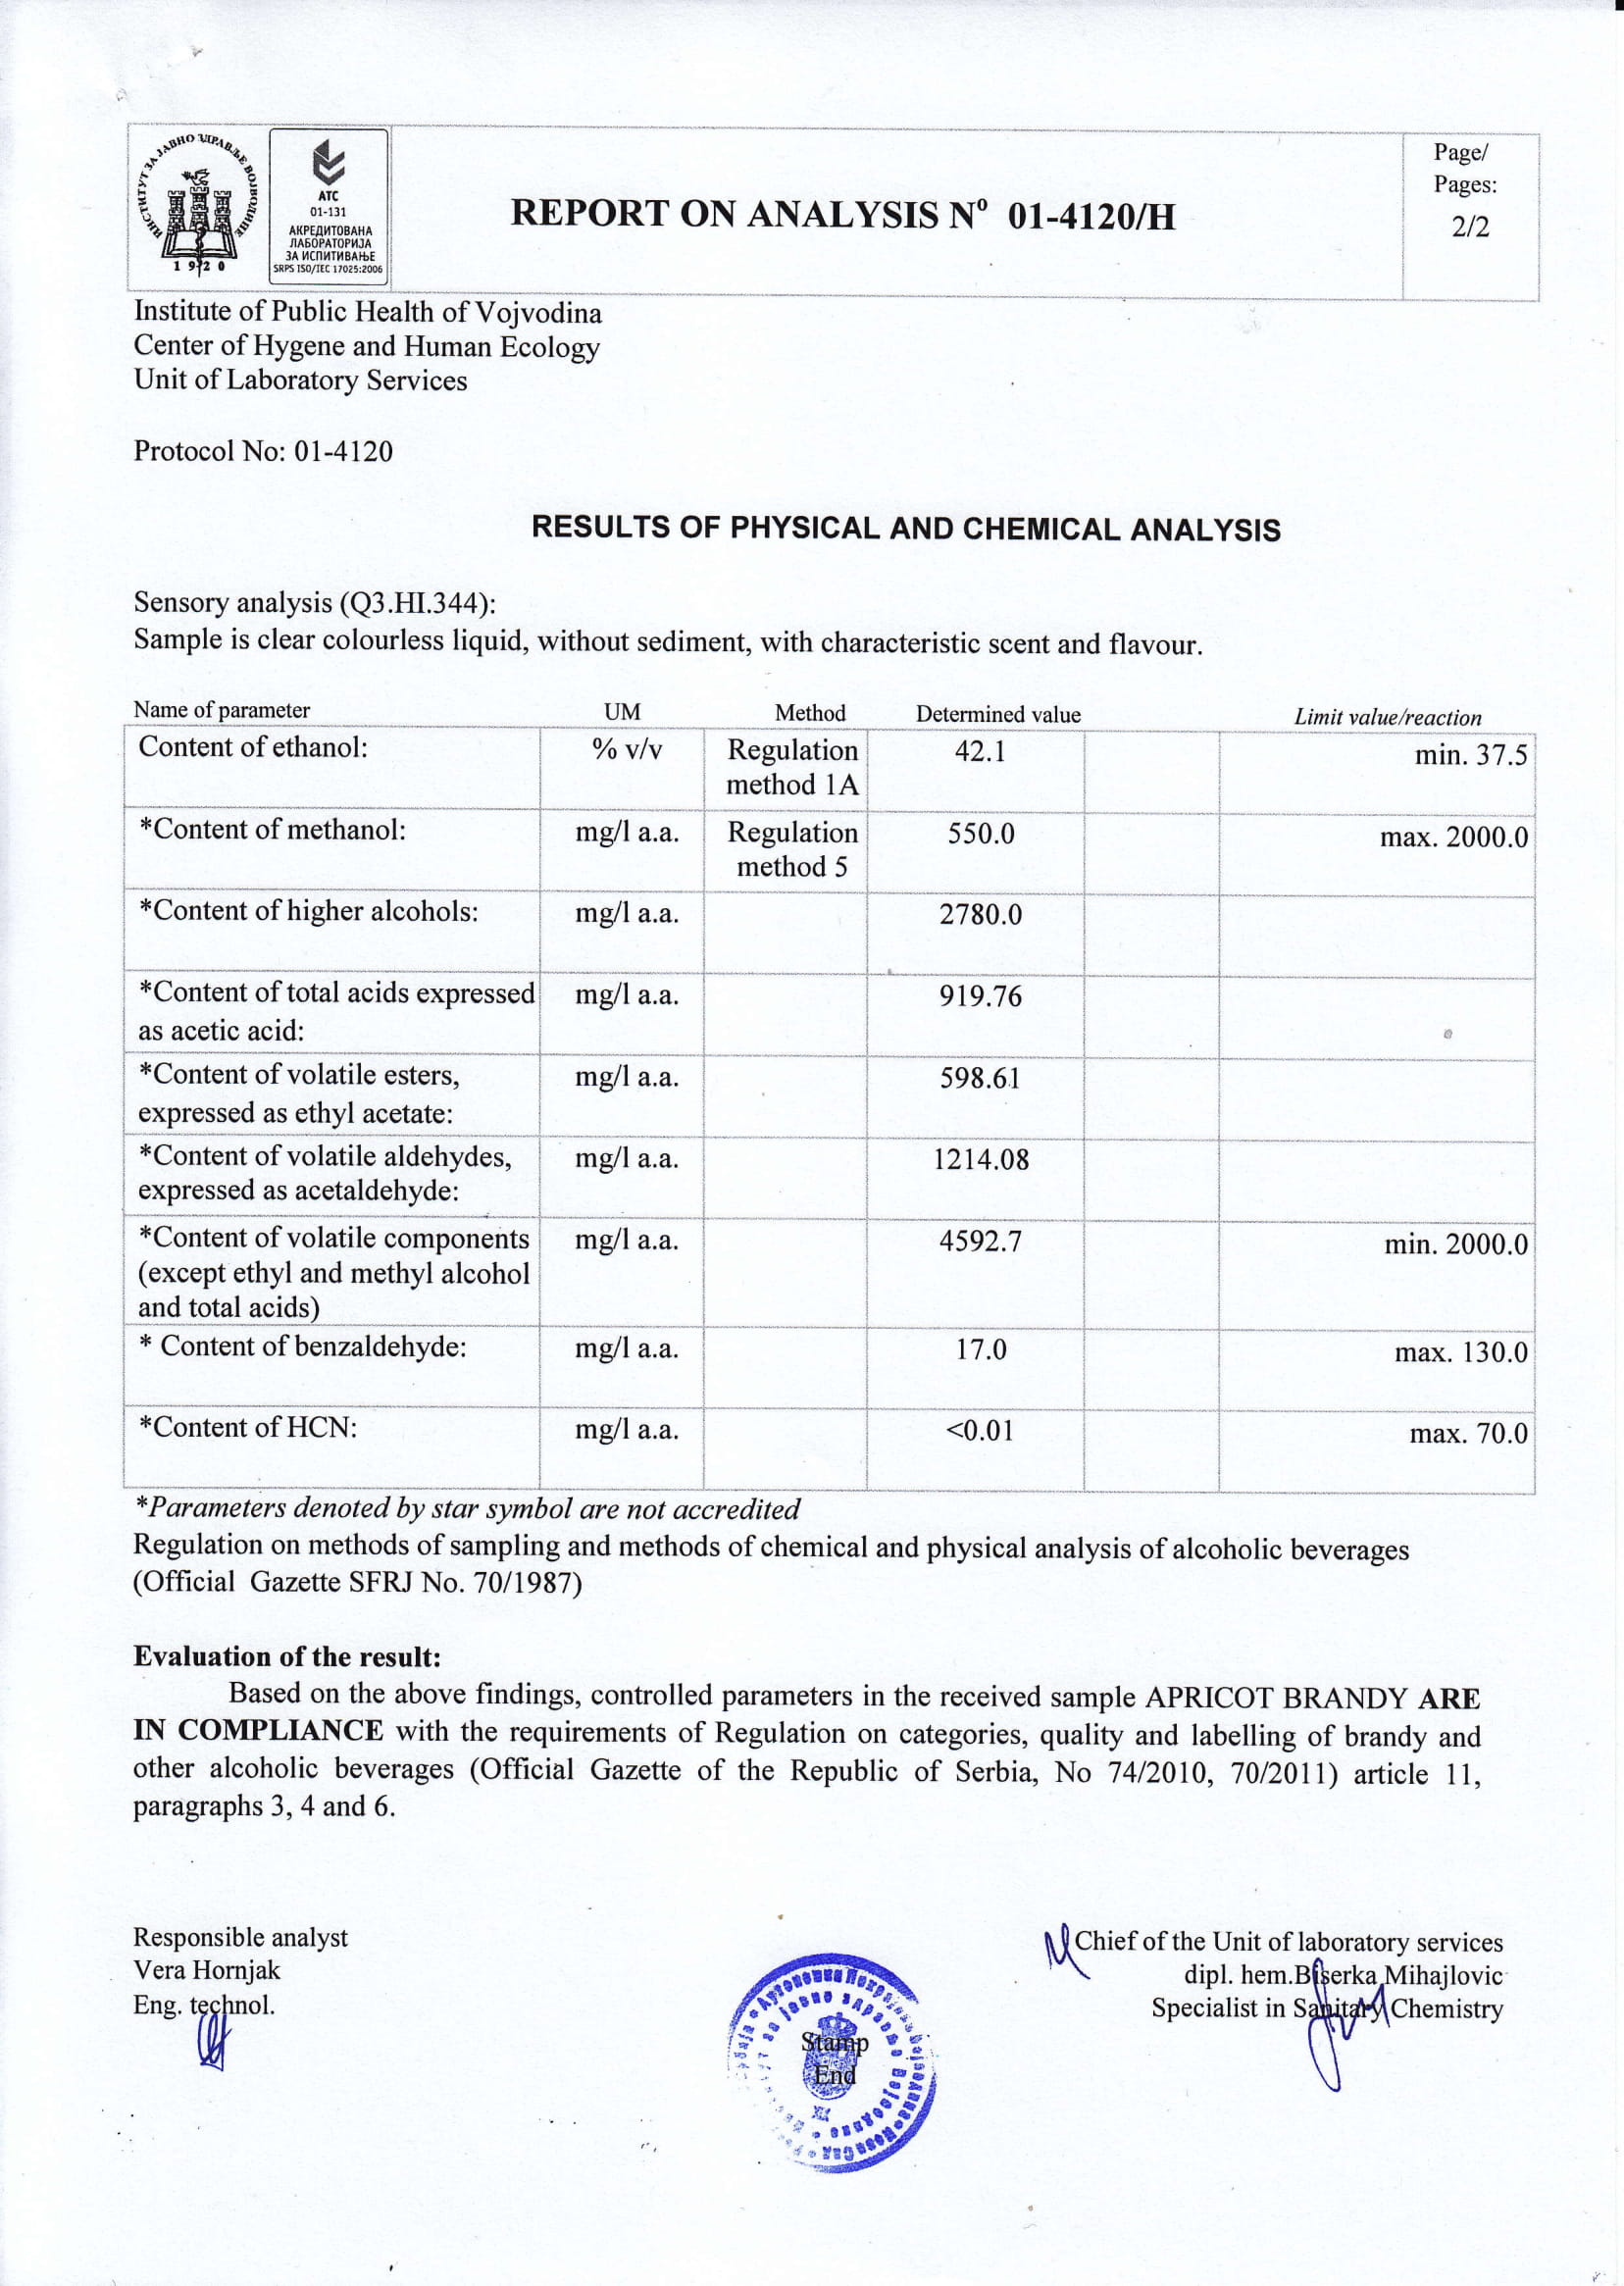 ИНСТИТУТ ЗА ЈАВНО ЗДРАВЉЕ ВОЈВОДИНЕ
1920
АТС
01-131
АКРЕДИТОВАНА
ЛАБОРАТОРИЈА
ЗА ИСПИТИВАЊЕ
SRPS ISO/IEC 17025:2006
REPORT ON ANALYSIS Nº 01-4120/H
Page/
Pages:
2/2
Institute of Public Health of Vojvodina
Center of Hygene and Human Ecology
Unit of Laboratory Services
Protocol No: 01-4120
RESULTS OF PHYSICAL AND CHEMICAL ANALYSIS
Sensory analysis (Q3.HI.344):
Sample is clear colourless liquid, without sediment, with characteristic scent and flavour.
Name of parameter UM Method Determined value Limit value/reaction
Content of ethanol: % v/v Regulation 42.1 min. 37.5
method 1A
*Content of methanol: mg/l a.a. Regulation 550.0 max. 2000.0
method 5
*Content of higher alcohols: mg/l a.a. 2780.0
*Content of total acids expressed mg/l a.a. 919.76
as acetic acid:
*Content of volatile esters, mg/l a.a. 598.61
expressed as ethyl acetate:
*Content of volatile aldehydes, mg/l a.a. 1214.08
expressed as acetaldehyde:
*Content of volatile components mg/l a.a. 4592.7 min. 2000.0
(except ethyl and methyl alcohol
and total acids)
* Content of benzaldehyde: mg/l a.a. 17.0 max. 130.0
*Content of HCN: mg/l a.a. <0.01 max. 70.0
*Parameters denoted by star symbol are not accredited
Regulation on methods of sampling and methods of chemical and physical analysis of alcoholic beverages
(Official Gazette SFRJ No. 70/1987)
Evaluation of the result:
Based on the above findings, controlled parameters in the received sample APRICOT BRANDY ARE
IN COMPLIANCE with the requirements of Regulation on categories, quality and labelling of brandy and
other alcoholic beverages (Official Gazette of the Republic of Serbia, No 74/2010, 70/2011) article 11,
paragraphs 3, 4 and 6.
Responsible analyst
Vera Hornjak
Eng. technol.
Chief of the Unit of laboratory services
dipl. hem.Biserka Mihajlovic
Specialist in Sanitary Chemistry
Stamp
End